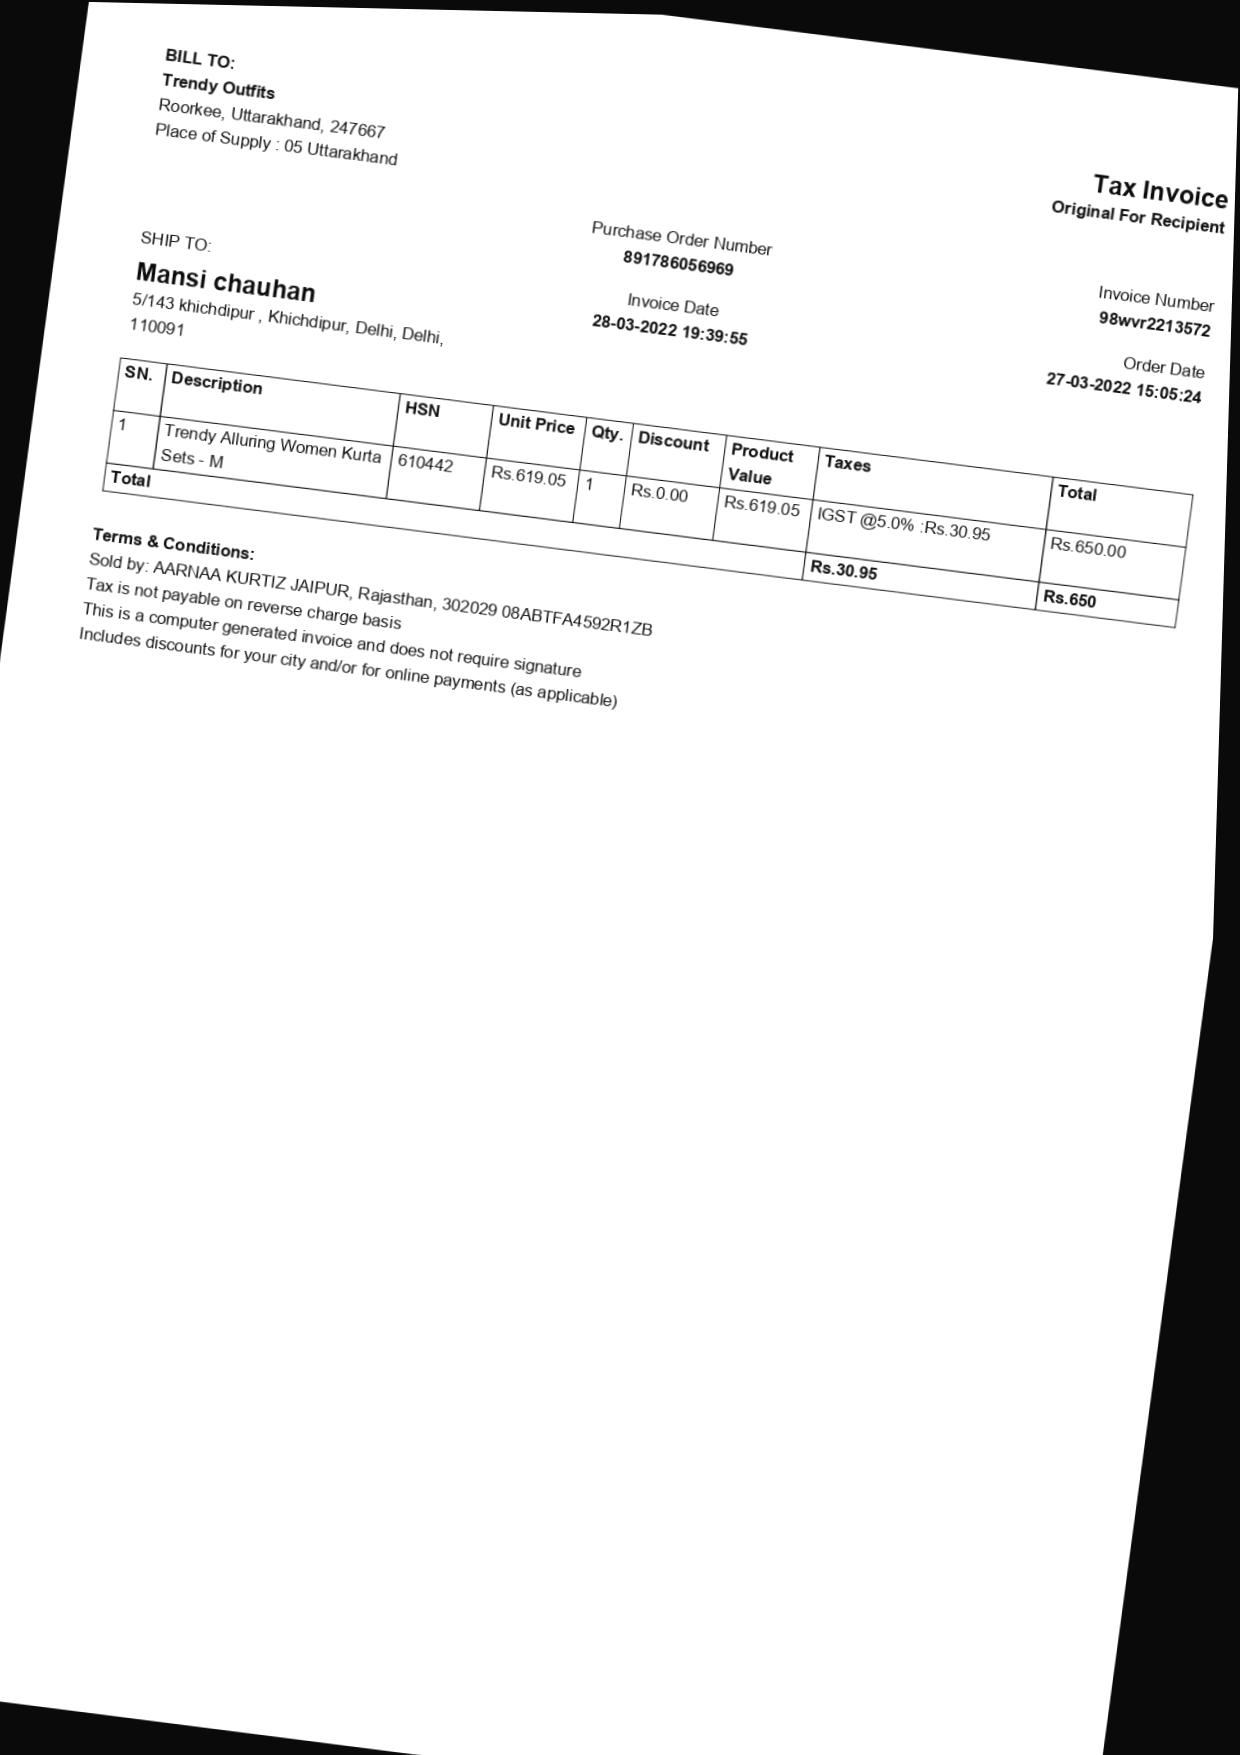 BILL TO:
Trendy Outfits
Roorkee, Uttarakhand, 247667
Place of Supply : 05 Uttarakhand
Tax Invoice
Original For Recipient
SHIP TO:
Mansi chauhan
5/143 khichdipur , Khichdipur, Delhi, Delhi,
110091
Purchase Order Number
891786056969
Invoice Date
28-03-2022 19:39:55
Invoice Number
98wvr2213572
Order Date
27-03-2022 15:05:24
SN. Description HSN Unit Price Qty. Discount Product Value Taxes Total
1 Trendy Alluring Women Kurta Sets - M 610442 Rs.619.05 1 Rs.0.00 Rs.619.05 IGST @5.0% :Rs.30.95 Rs.650.00
Total Rs.30.95 Rs.650
Terms & Conditions:
Sold by: AARNAA KURTIZ JAIPUR, Rajasthan, 302029 08ABTFA4592R1ZB
Tax is not payable on reverse charge basis
This is a computer generated invoice and does not require signature
Includes discounts for your city and/or for online payments (as applicable)